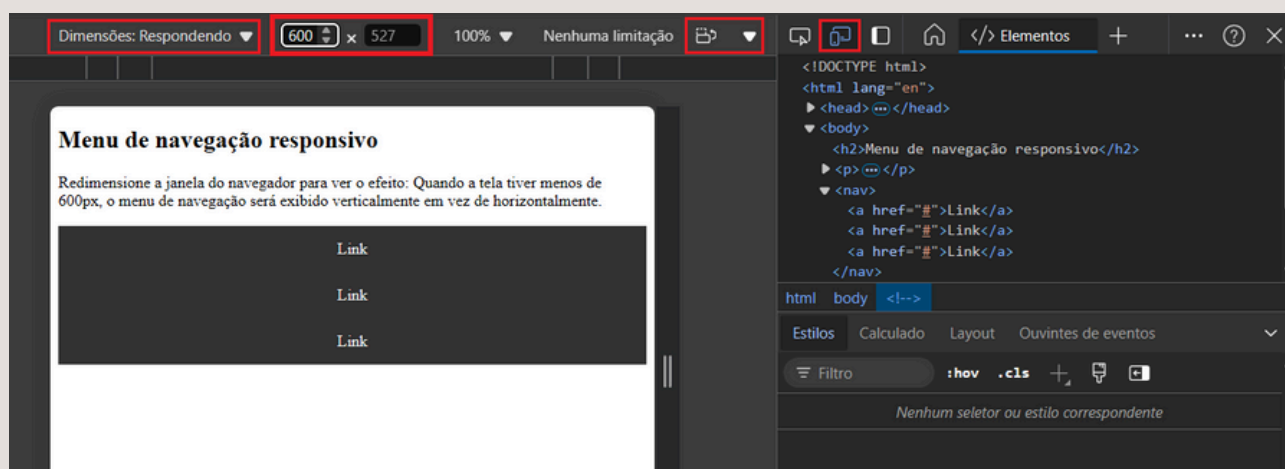 Dimensões: Respondendo ▼ 600 × 527 100% ▼ Nenhuma limitação ▼
</> Elementos
<!DOCTYPE html>
<html lang="en">
<head>···</head>
<body>
<h2>Menu de navegação responsivo</h2>
<p>···</p>
<nav>
<a href="#">Link</a>
<a href="#">Link</a>
<a href="#">Link</a>
</nav>
html body <!-->
Estilos Calculado Layout Ouvintes de eventos
Filtro :hov .cls
Nenhum seletor ou estilo correspondente
Menu de navegação responsivo
Redimensione a janela do navegador para ver o efeito: Quando a tela tiver menos de
600px, o menu de navegação será exibido verticalmente em vez de horizontalmente.
Link
Link
Link